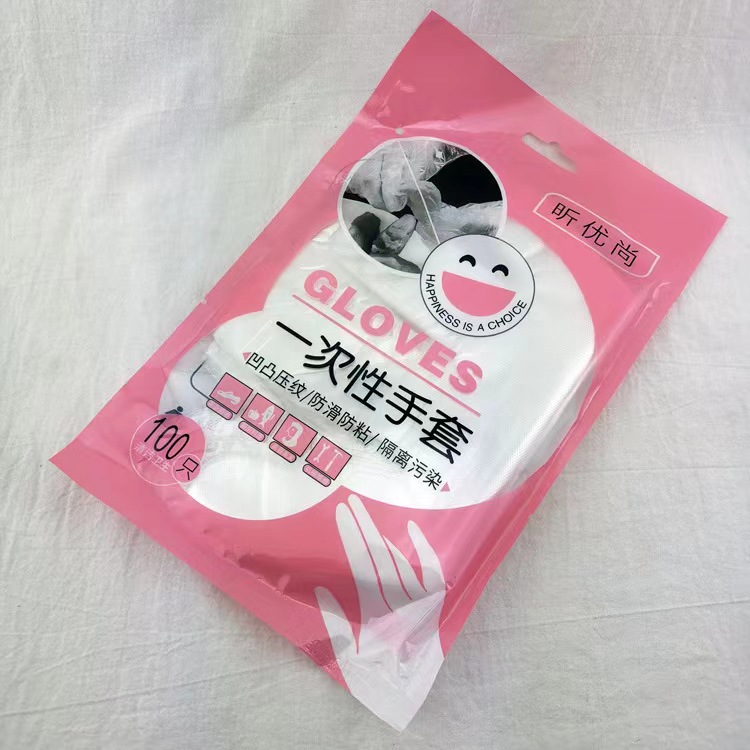 昕优尚
HAPPINESS IS A CHOICE
GLOVES
一次性手套
凹凸压纹/防滑防粘/隔离污染
100只